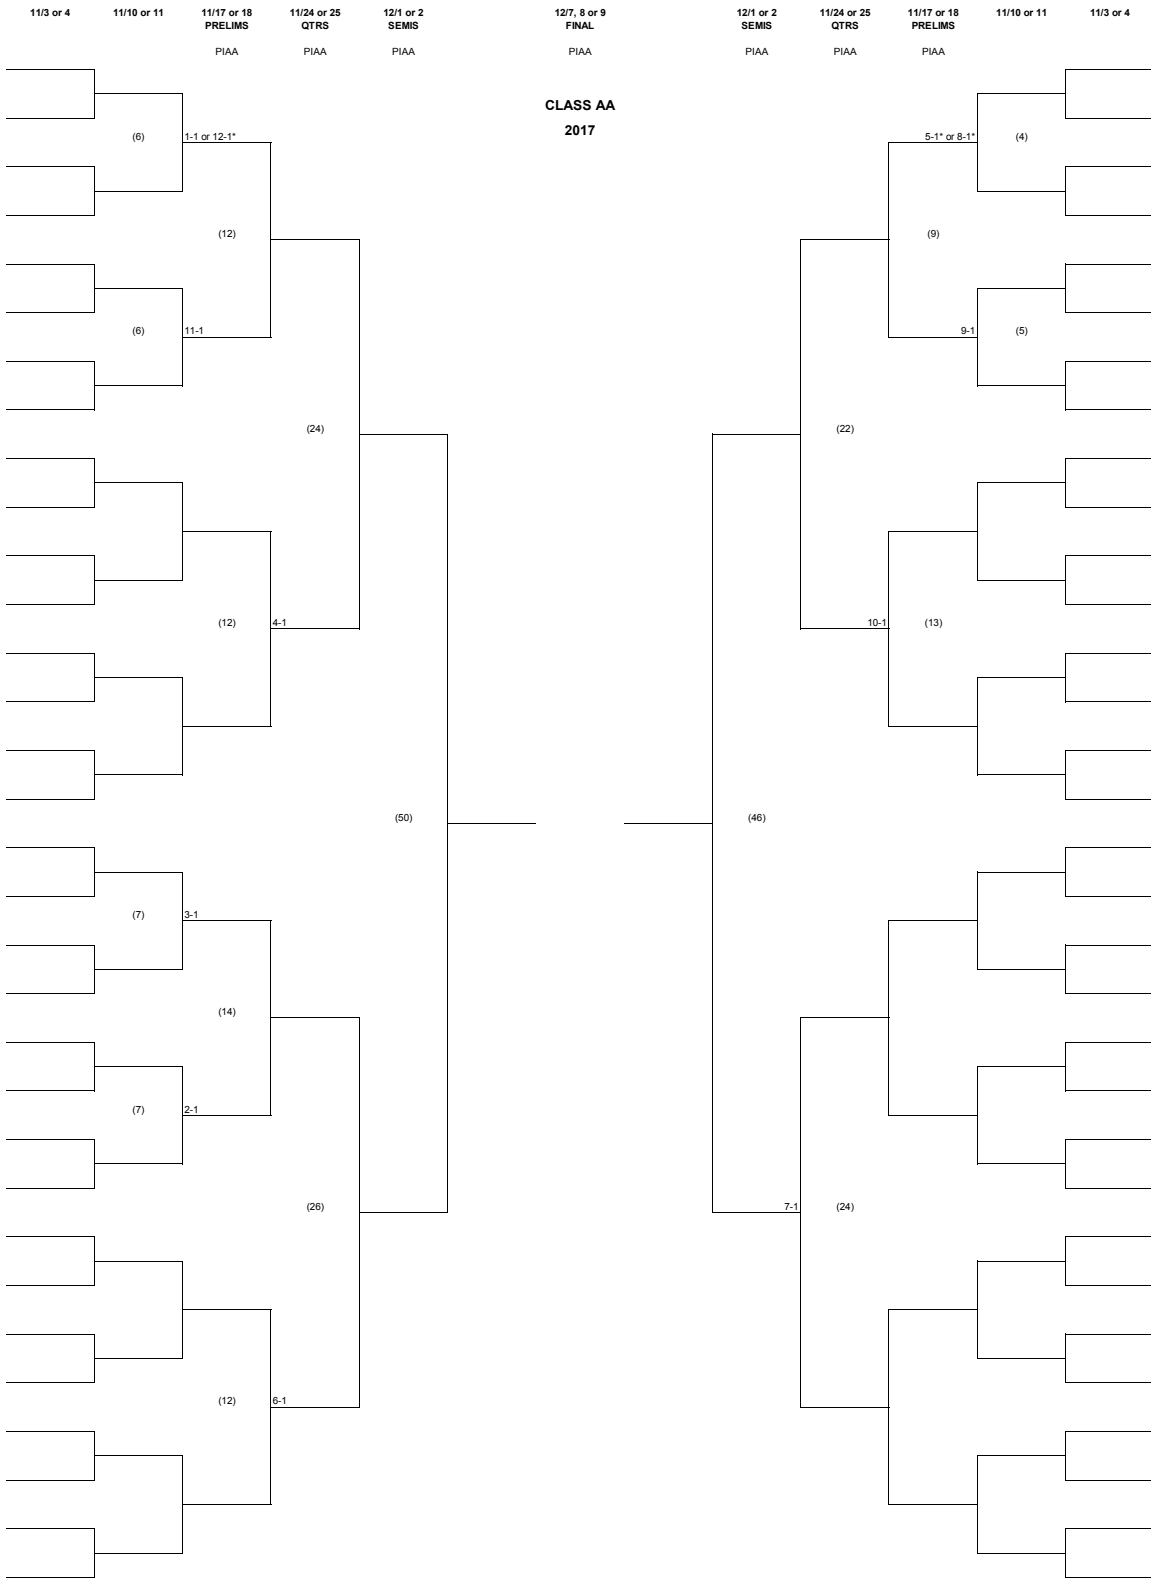 11/3 or 4 11/10 or 11 11/17 or 18 11/24 or 25 12/1 or 2 12/7, 8 or 9 12/1 or 2 11/24 or 25 11/17 or 18 11/10 or 11 11/3 or 4
PRELIMS QTRS SEMIS FINAL SEMIS QTRS PRELIMS
PIAA PIAA PIAA PIAA PIAA PIAA PIAA
CLASS AA
2017
(6) 1-1 or 12-1* 5-1* or 8-1* (4)
(12) (9)
(6) 11-1 9-1 (5)
(24) (22)
(12) 4-1 10-1 (13)
(50) (46)
(7) 3-1
(14)
(7) 2-1
(26) 7-1 (24)
(12) 6-1